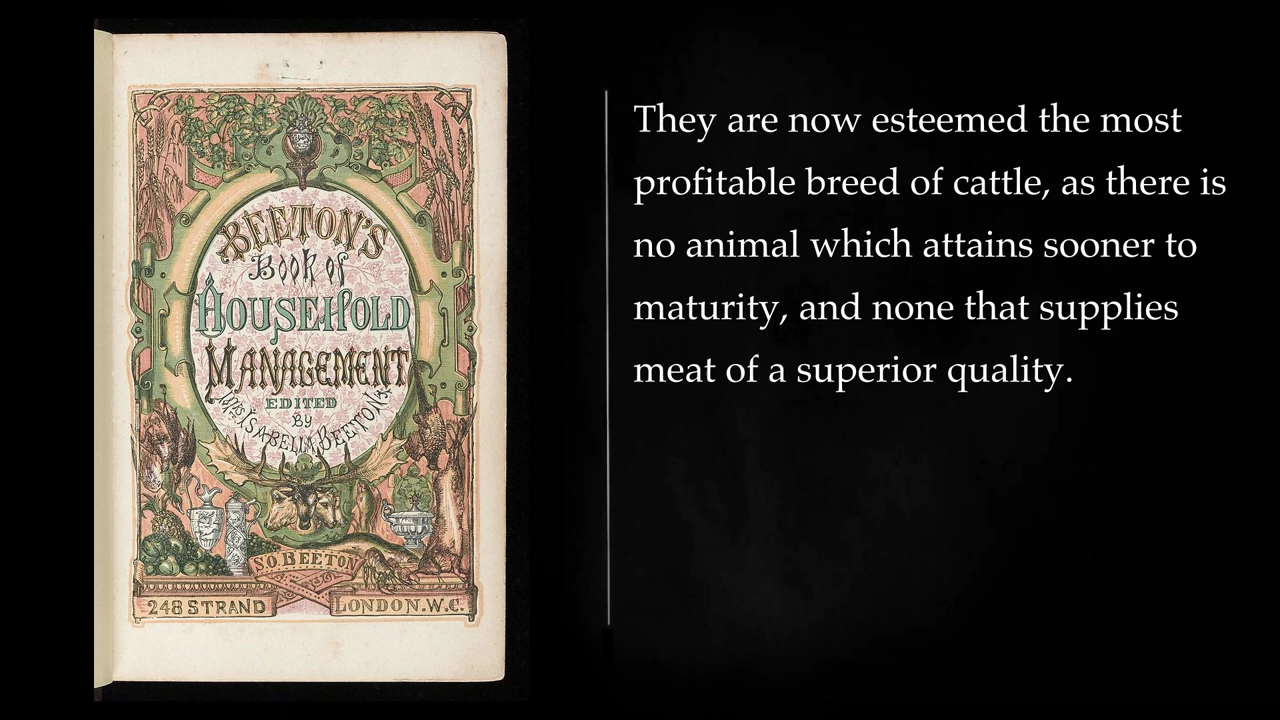 BEETON'S
Book of
HOUSEHOLD
MANAGEMENT
EDITED
BY
MRS ISABELLA BEETON
S.O. BEETON
248 STRAND LONDON. W.C.
They are now esteemed the most
profitable breed of cattle, as there is
no animal which attains sooner to
maturity, and none that supplies
meat of a superior quality.